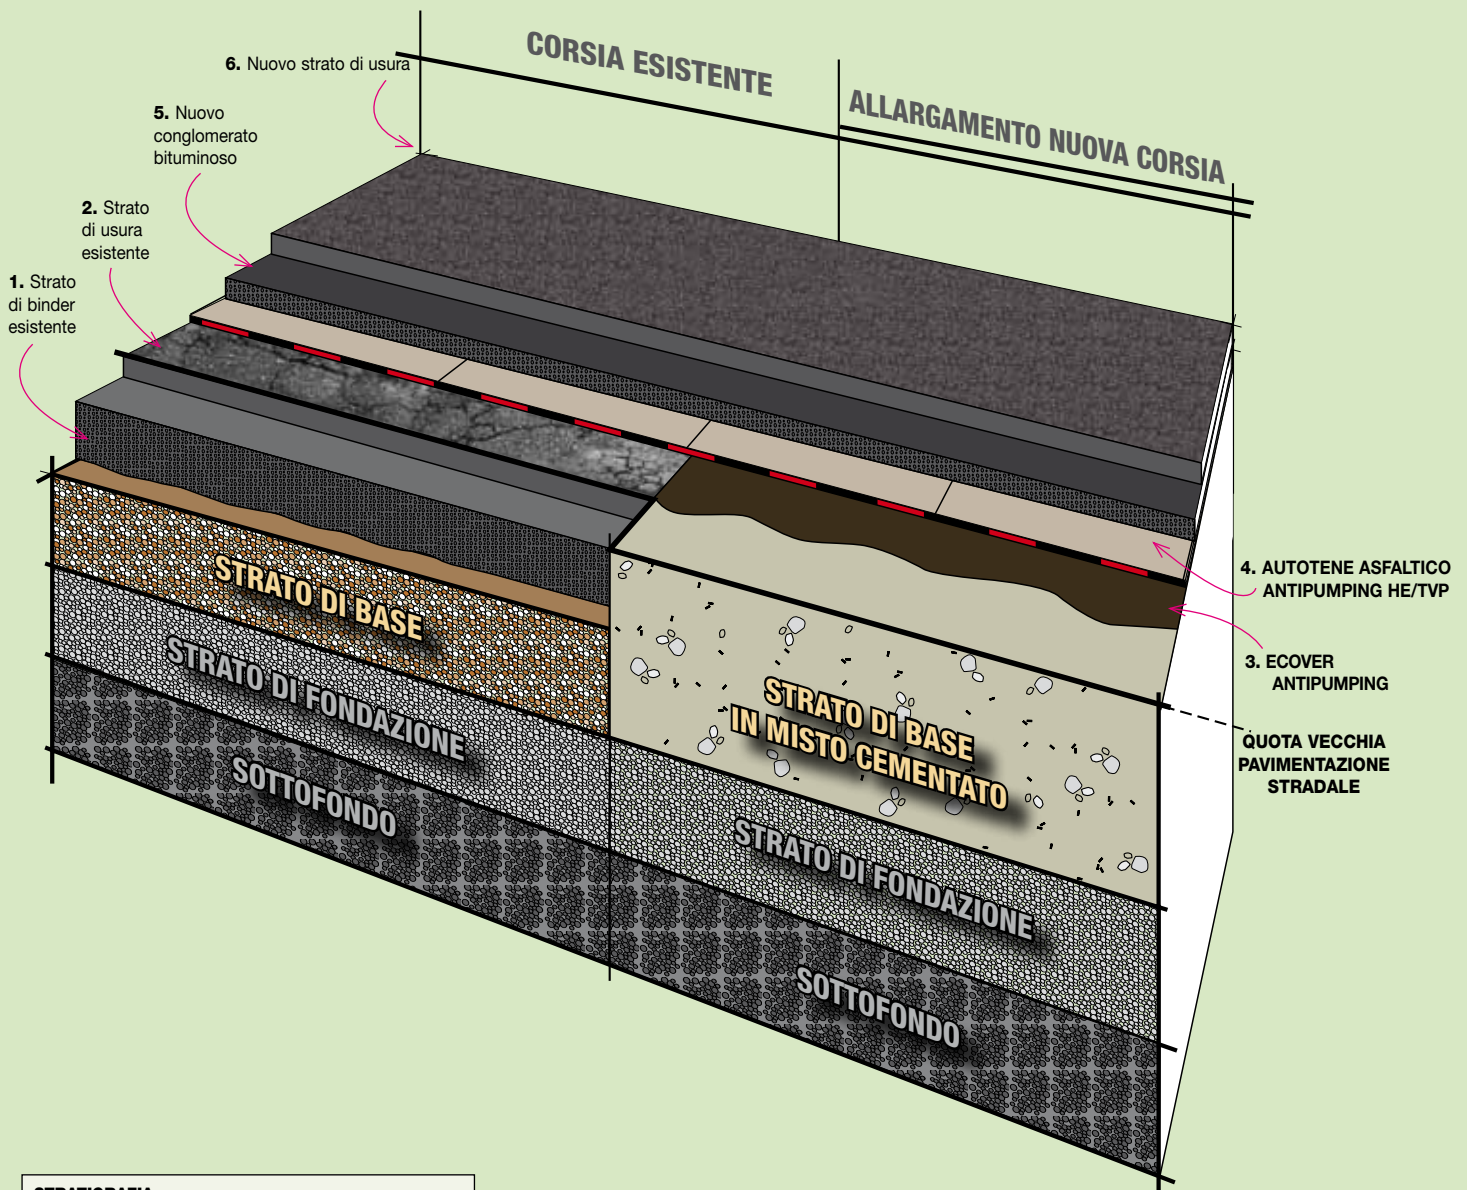 CORSIA ESISTENTE
ALLARGAMENTO NUOVA CORSIA
6. Nuovo strato di usura
5. Nuovo
conglomerato
bituminoso
2. Strato
di usura
esistente
1. Strato
di binder
esistente
4. AUTOTENE ASFALTICO
ANTIPUMPING HE/TVP
3. ECOVER
ANTIPUMPING
QUOTA VECCHIA
PAVIMENTAZIONE
STRADALE
STRATO DI BASE
STRATO DI FONDAZIONE
SOTTOFONDO
STRATO DI BASE
IN MISTO CEMENTATO
STRATO DI FONDAZIONE
SOTTOFONDO
STRATIGRAFIA